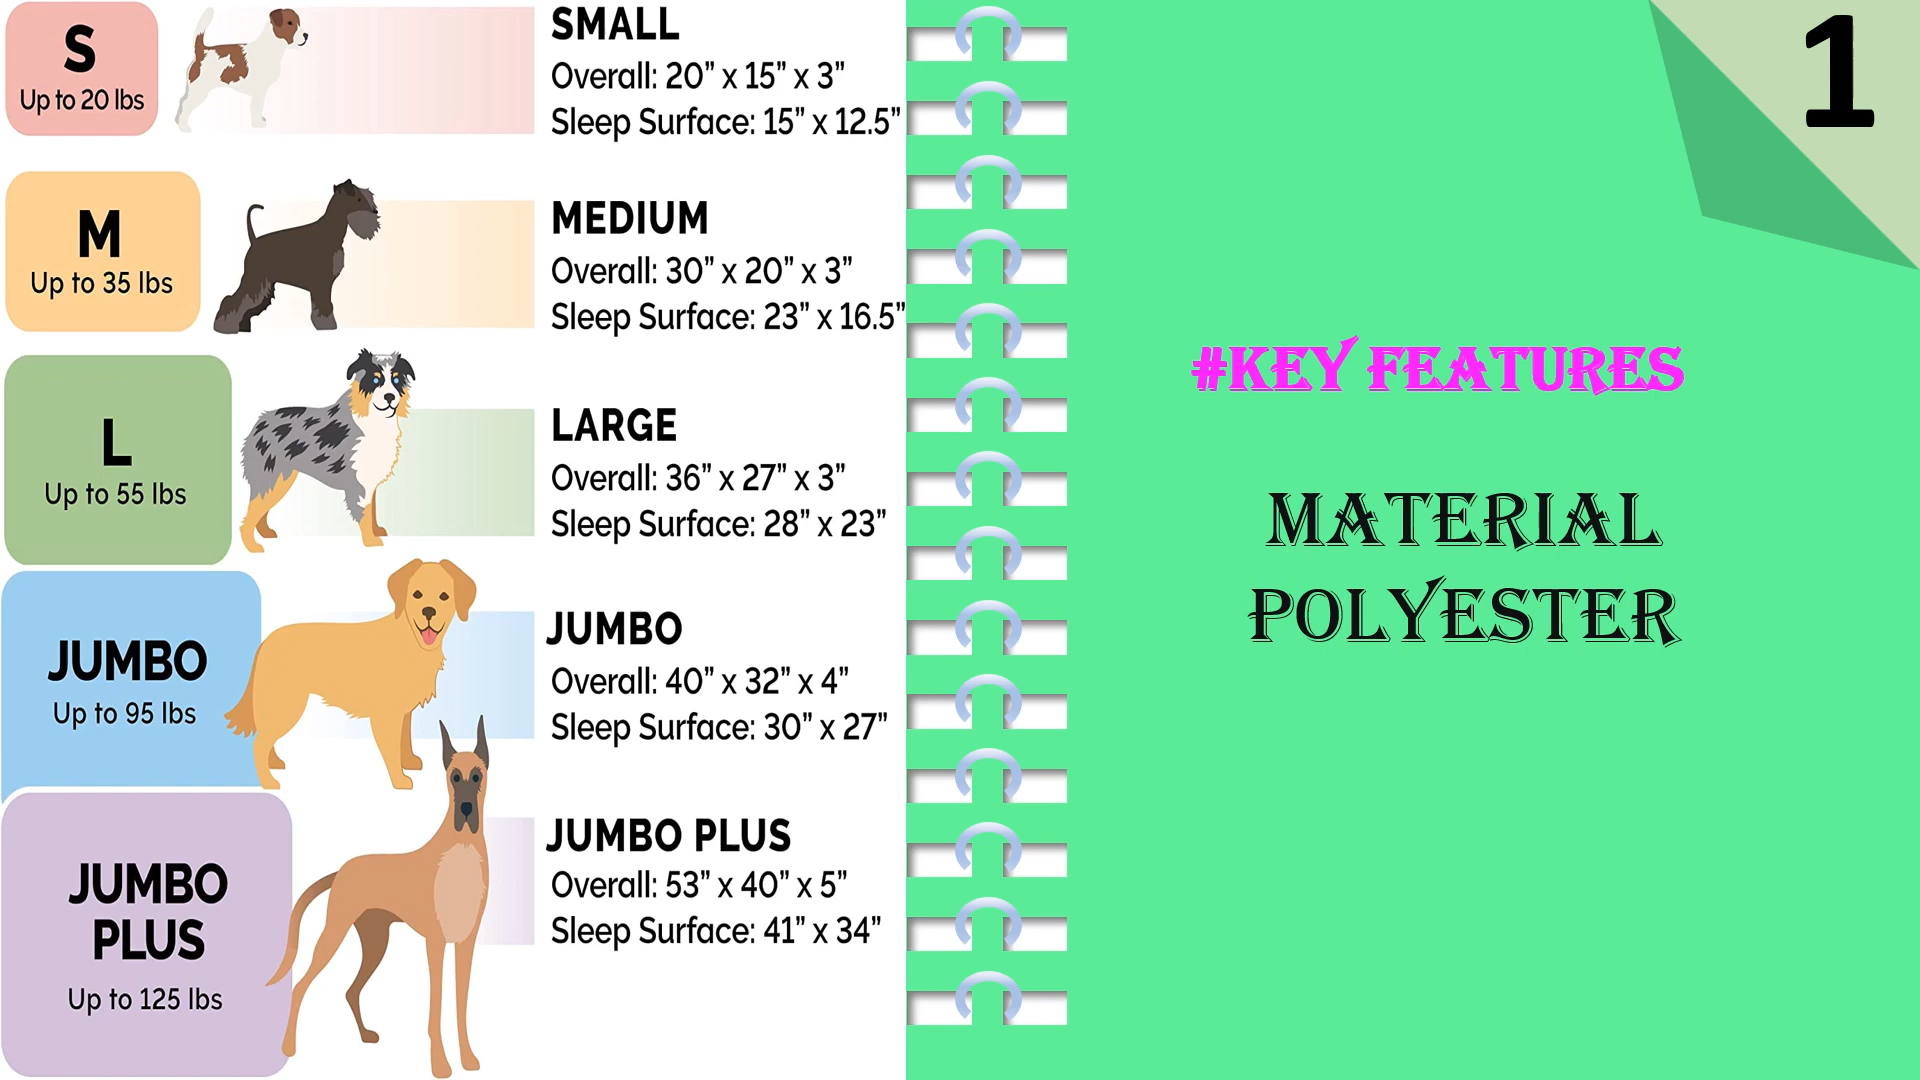 S
Up to 20 lbs
SMALL
Overall: 20” x 15” x 3”
Sleep Surface: 15” x 12.5”
M
Up to 35 lbs
MEDIUM
Overall: 30” x 20” x 3”
Sleep Surface: 23” x 16.5”
L
Up to 55 lbs
LARGE
Overall: 36” x 27” x 3”
Sleep Surface: 28” x 23”
JUMBO
Up to 95 lbs
JUMBO
Overall: 40” x 32” x 4”
Sleep Surface: 30” x 27”
JUMBO
PLUS
Up to 125 lbs
JUMBO PLUS
Overall: 53” x 40” x 5”
Sleep Surface: 41” x 34”
1
#KEY FEATURES
MATERIAL
POLYESTER